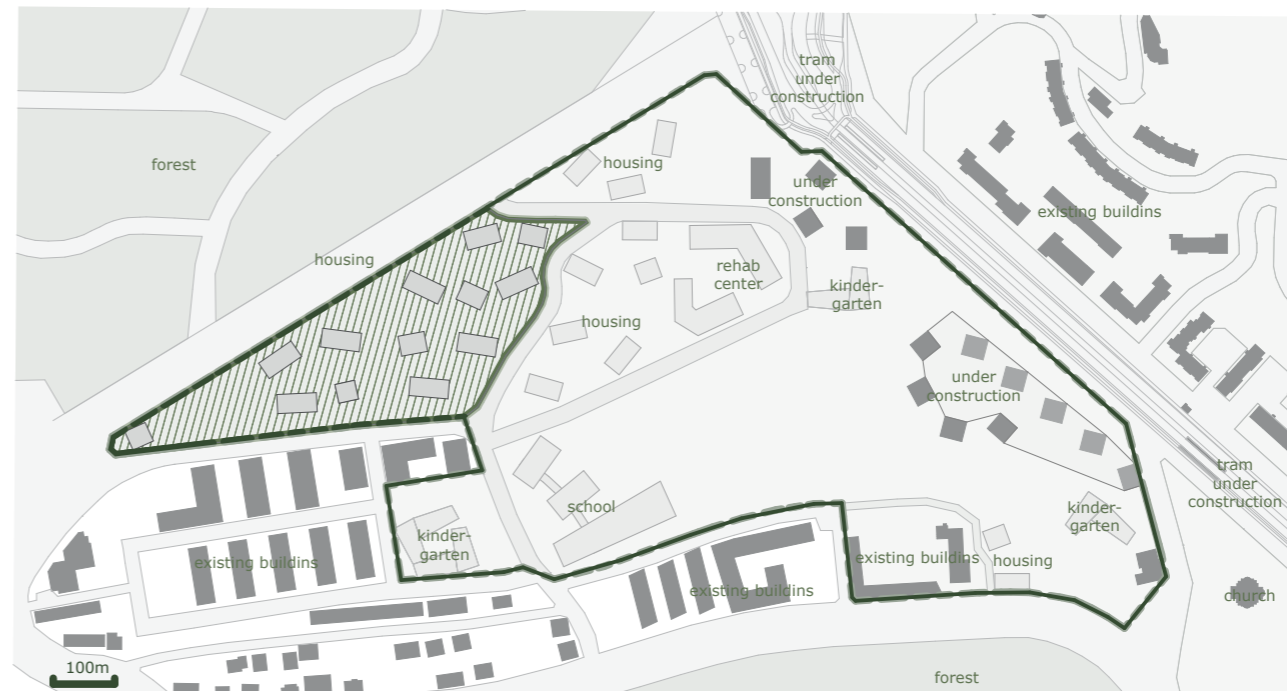 tram
under
construction
housing
forest
under
construction
existing buildins
housing
rehab
center
kinder-
garten
housing
under
construction
tram
under
construction
school
kinder-
garten
kinder-
garten
existing buildins
existing buildins
housing
existing buildins
church
100m
forest